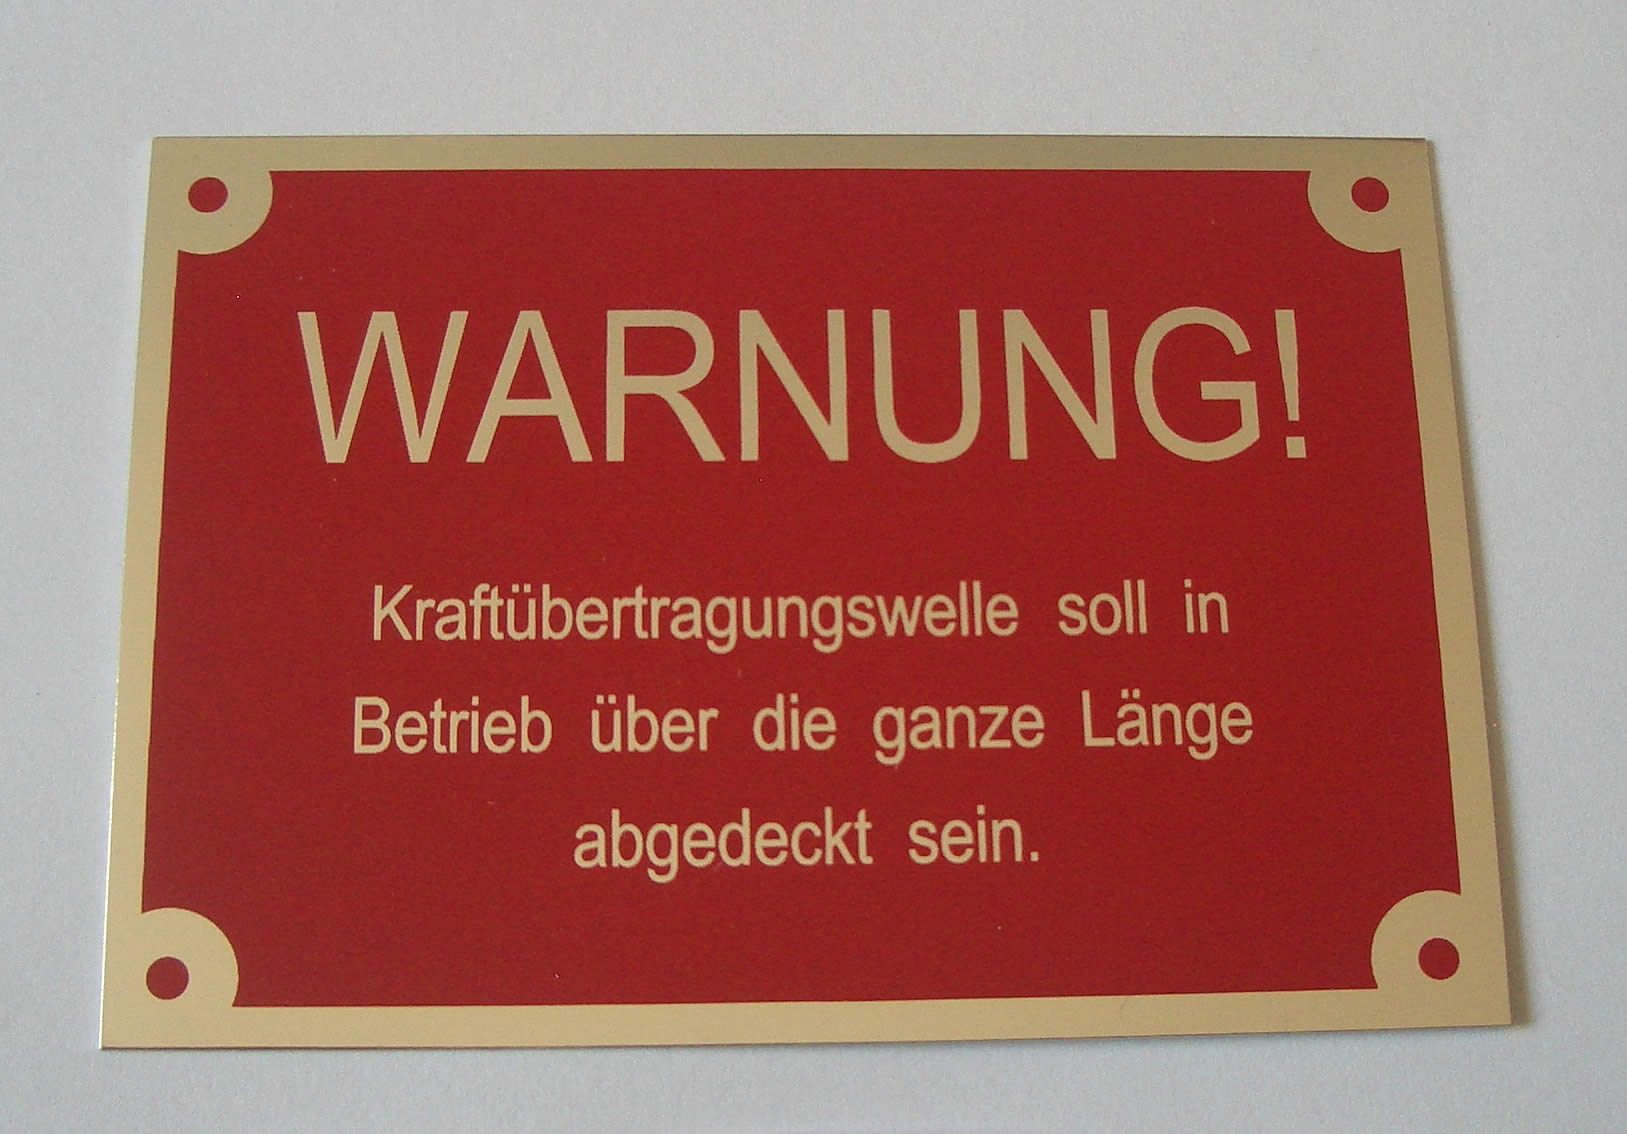 WARNUNG!
Kraftübertragungswelle soll in
Betrieb über die ganze Länge
abgedeckt sein.